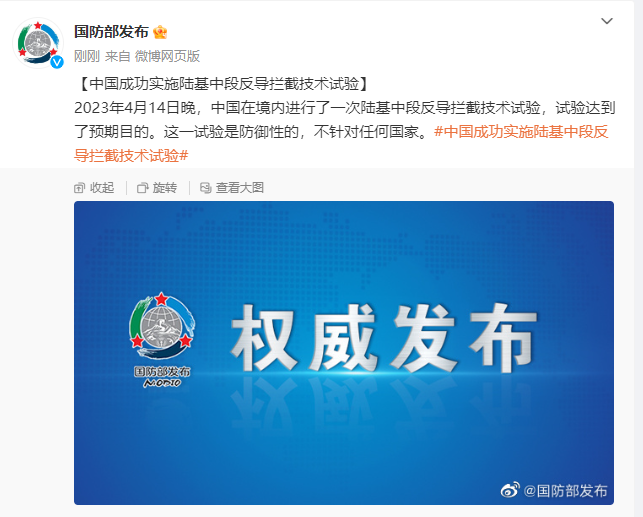 国防部发布
刚刚 来自 微博网页版
【中国成功实施陆基中段反导拦截技术试验】
2023年4月14日晚，中国在境内进行了一次陆基中段反导拦截技术试验，试验达到
了预期目的。这一试验是防御性的，不针对任何国家。#中国成功实施陆基中段反
导拦截技术试验#
收起 旋转 查看大图
权威发布
国防部发布
MODIO
@国防部发布